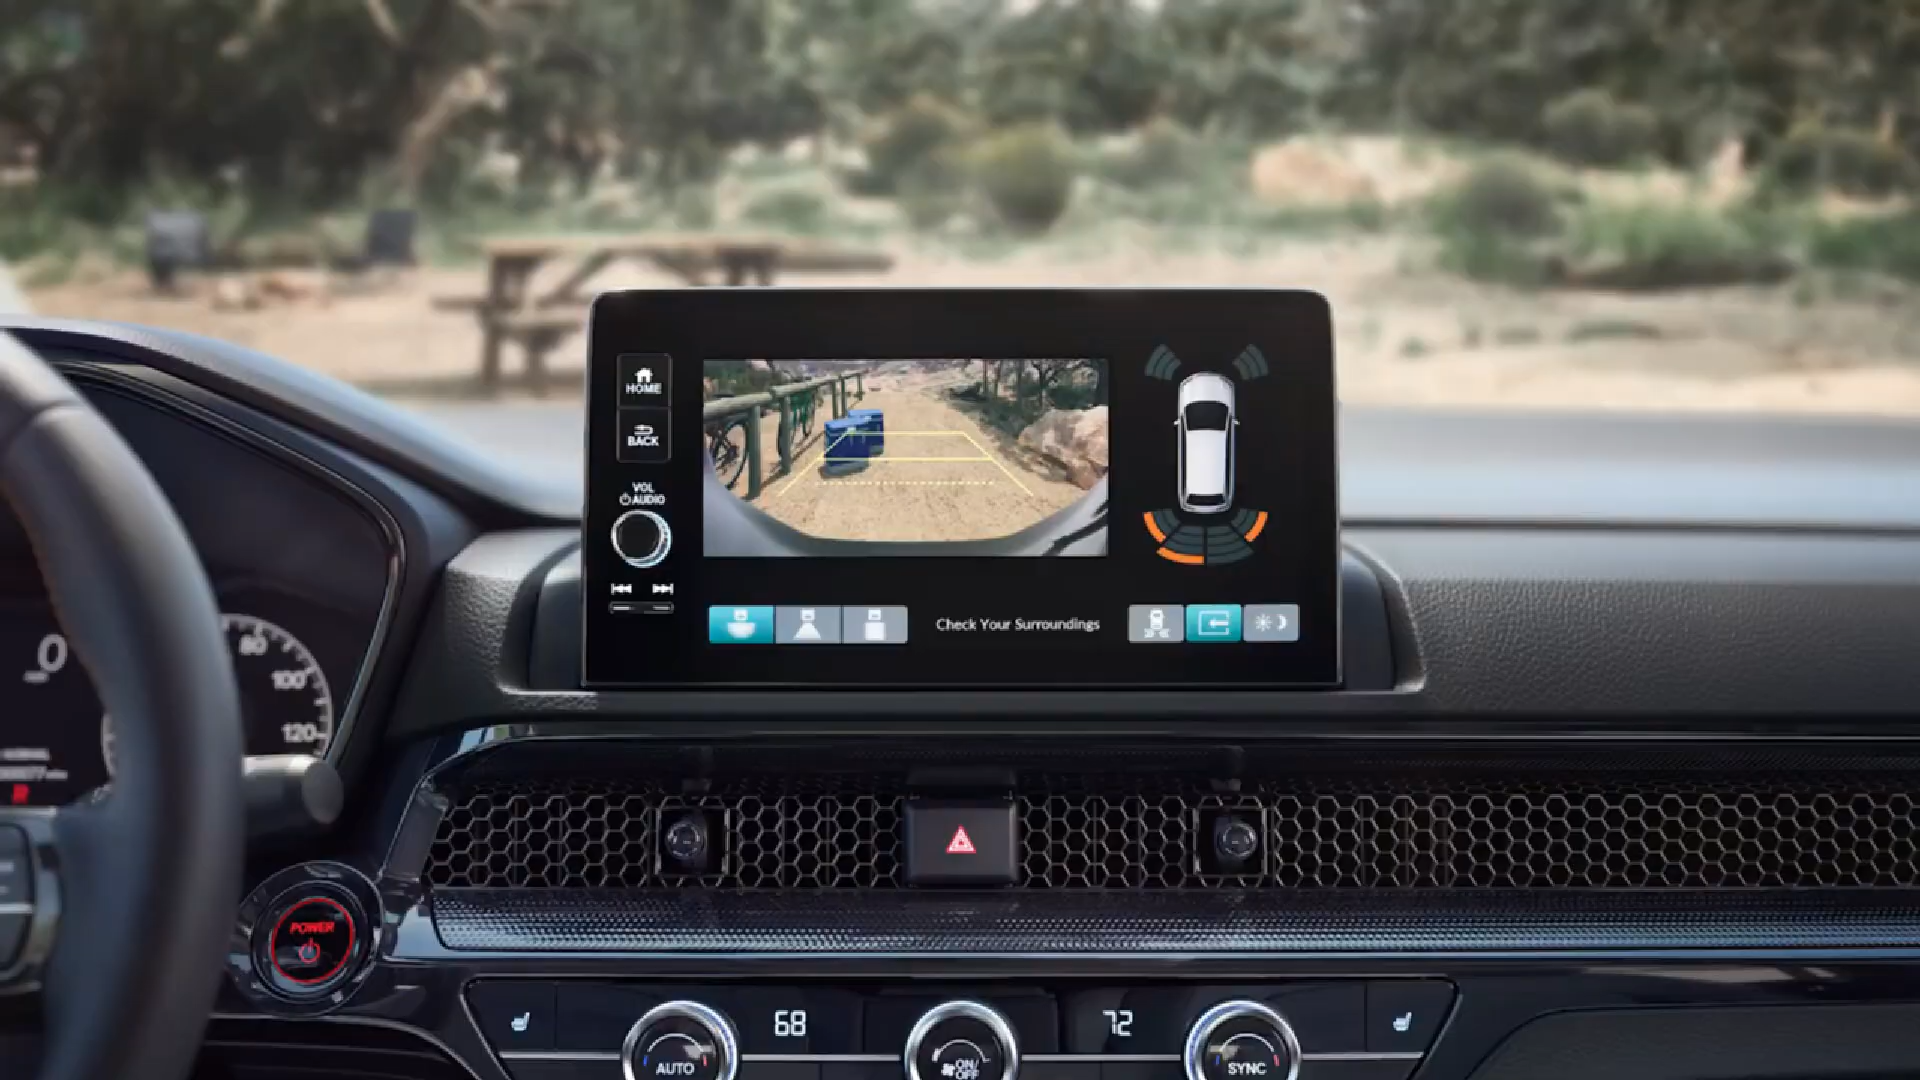 HOME
BACK
VOL
AUDIO
Check Your Surroundings
0
80
100
120
R
POWER
68
72
AUTO
ON/
OFF
SYNC